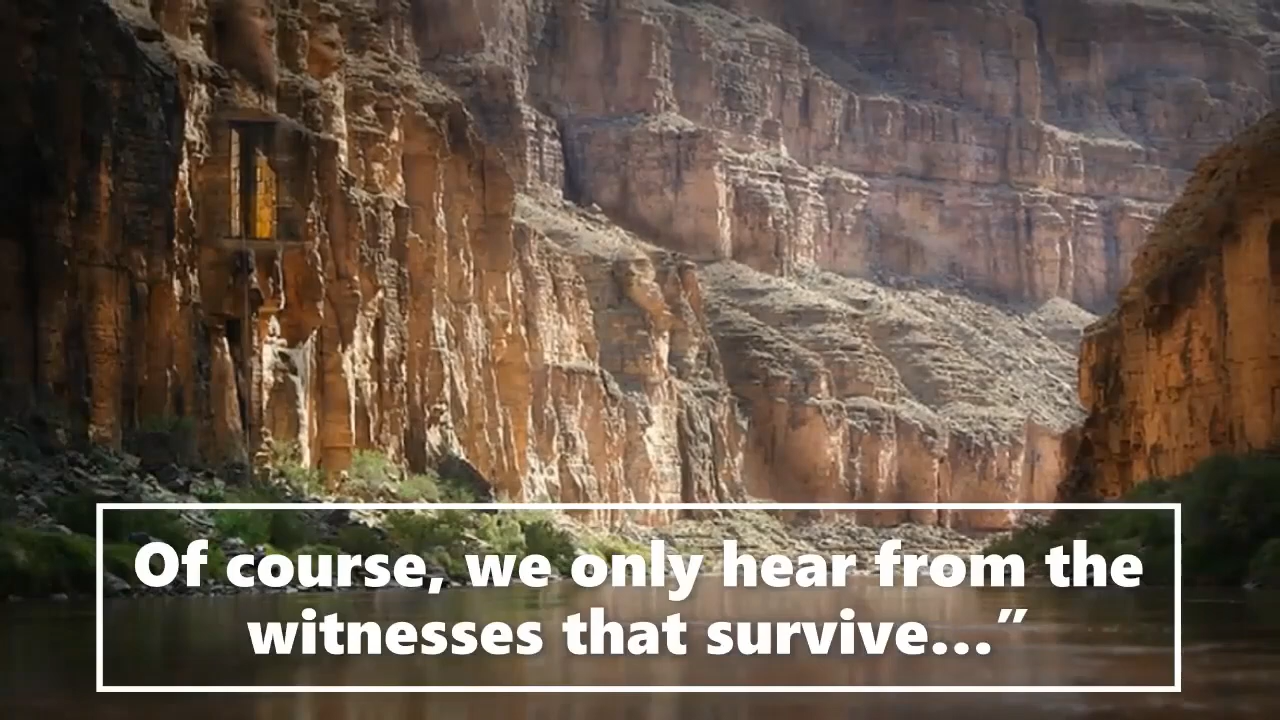 Of course, we only hear from the
witnesses that survive...”